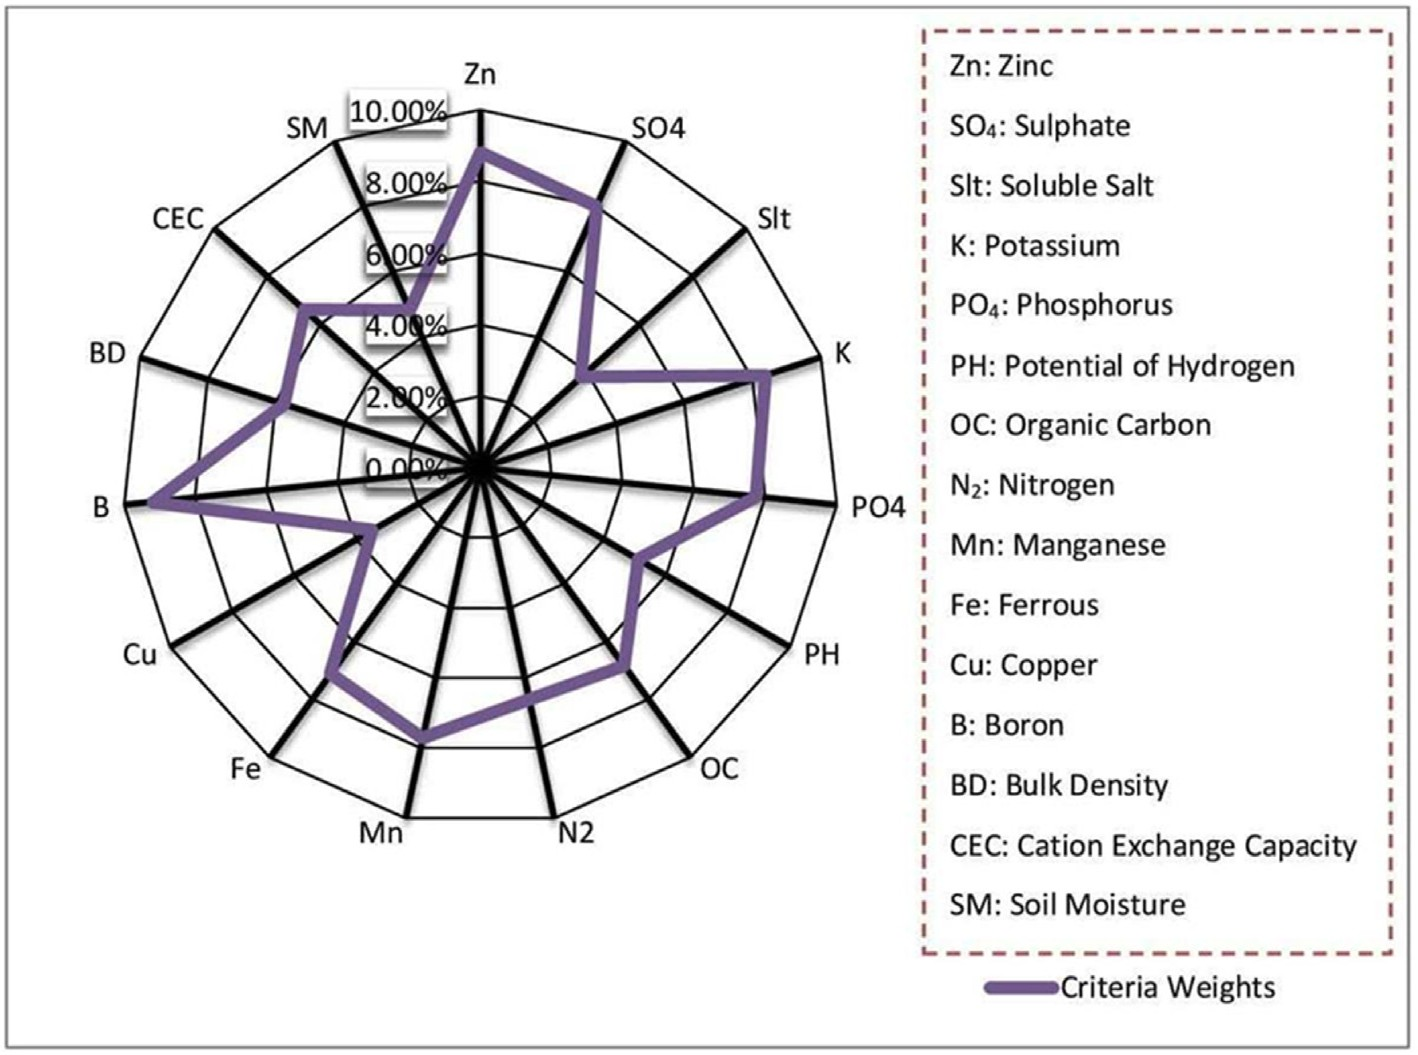 Zn
10.00%
SM
SO4
8.00%
CEC
Slt
6.00%
4.00%
BD
K
2.00%
0.00%
B
PO4
Cu
PH
Fe
OC
Mn
N2
Zn: Zinc
SO₄: Sulphate
Slt: Soluble Salt
K: Potassium
PO₄: Phosphorus
PH: Potential of Hydrogen
OC: Organic Carbon
N₂: Nitrogen
Mn: Manganese
Fe: Ferrous
Cu: Copper
B: Boron
BD: Bulk Density
CEC: Cation Exchange Capacity
SM: Soil Moisture
Criteria Weights